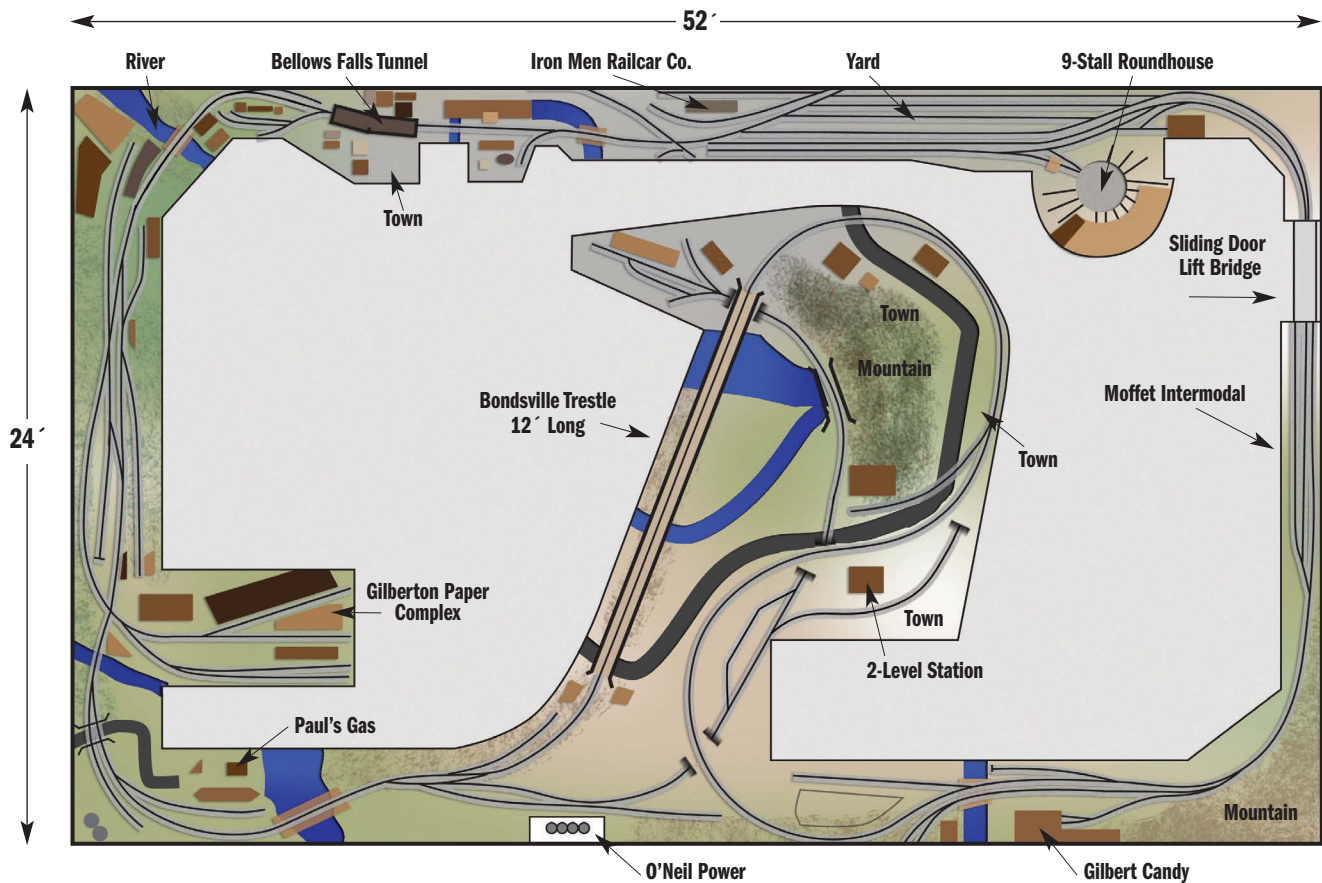 52´
River
Bellows Falls Tunnel
Iron Men Railcar Co.
Yard
9-Stall Roundhouse
Town
Sliding Door
Lift Bridge
Town
Mountain
Moffet Intermodal
Bondsville Trestle
12´ Long
24´
Town
Gilberton Paper
Complex
Town
2-Level Station
Paul's Gas
Mountain
O'Neil Power
Gilbert Candy